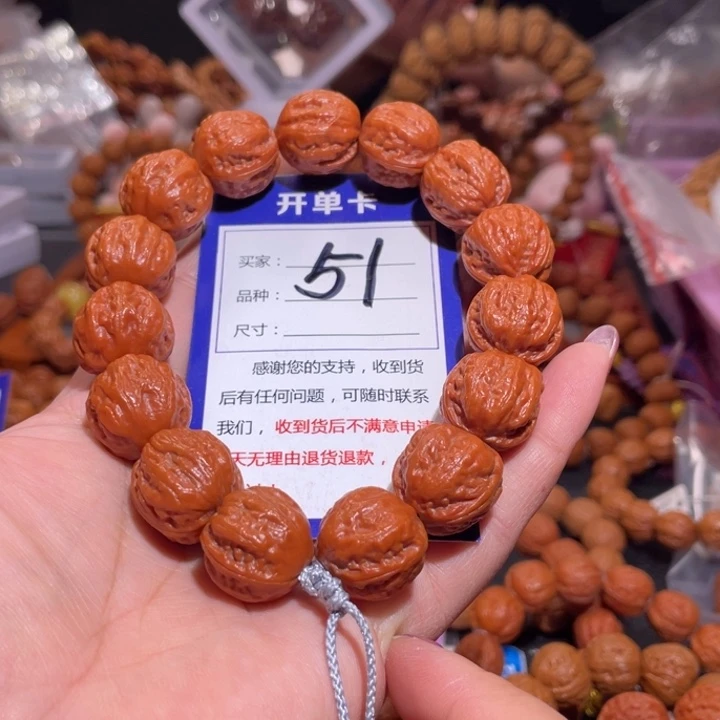 开单卡
买家：
51
品种：
尺寸：
感谢您的支持，收到货
后有任何问题，可随时联系
我们，收到货后不满意申请
天无理由退货退款，